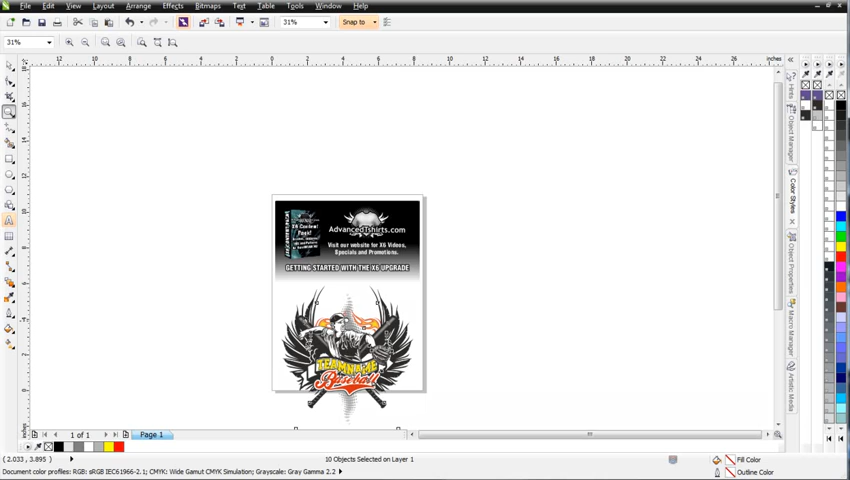 File Edit View Layout Arrange Effects Bitmaps Text Table Tools Window Help
31% Snap to
31%
12 10 8 6 4 2 0 2 4 6 8 10 12 14 16 18 20 22 24 26 inches
X6 Content Pack!
AdvancedTshirts.com
Visit our website for X6 Videos,
Specials and Promotions.
GETTING STARTED WITH THE X6 UPGRADE
TEAMNAME
Baseball
Hints
Object Manager
Color Styles
Object Properties
Macro Manager
Artistic Media
1 of 1 Page 1
(2.033 , 3.895 ) 10 Objects Selected on Layer 1 Fill Color
Document color profiles: RGB: sRGB IEC61966-2.1; CMYK: Wide Gamut CMYK Simulation; Grayscale: Gray Gamma 2.2 Outline Color